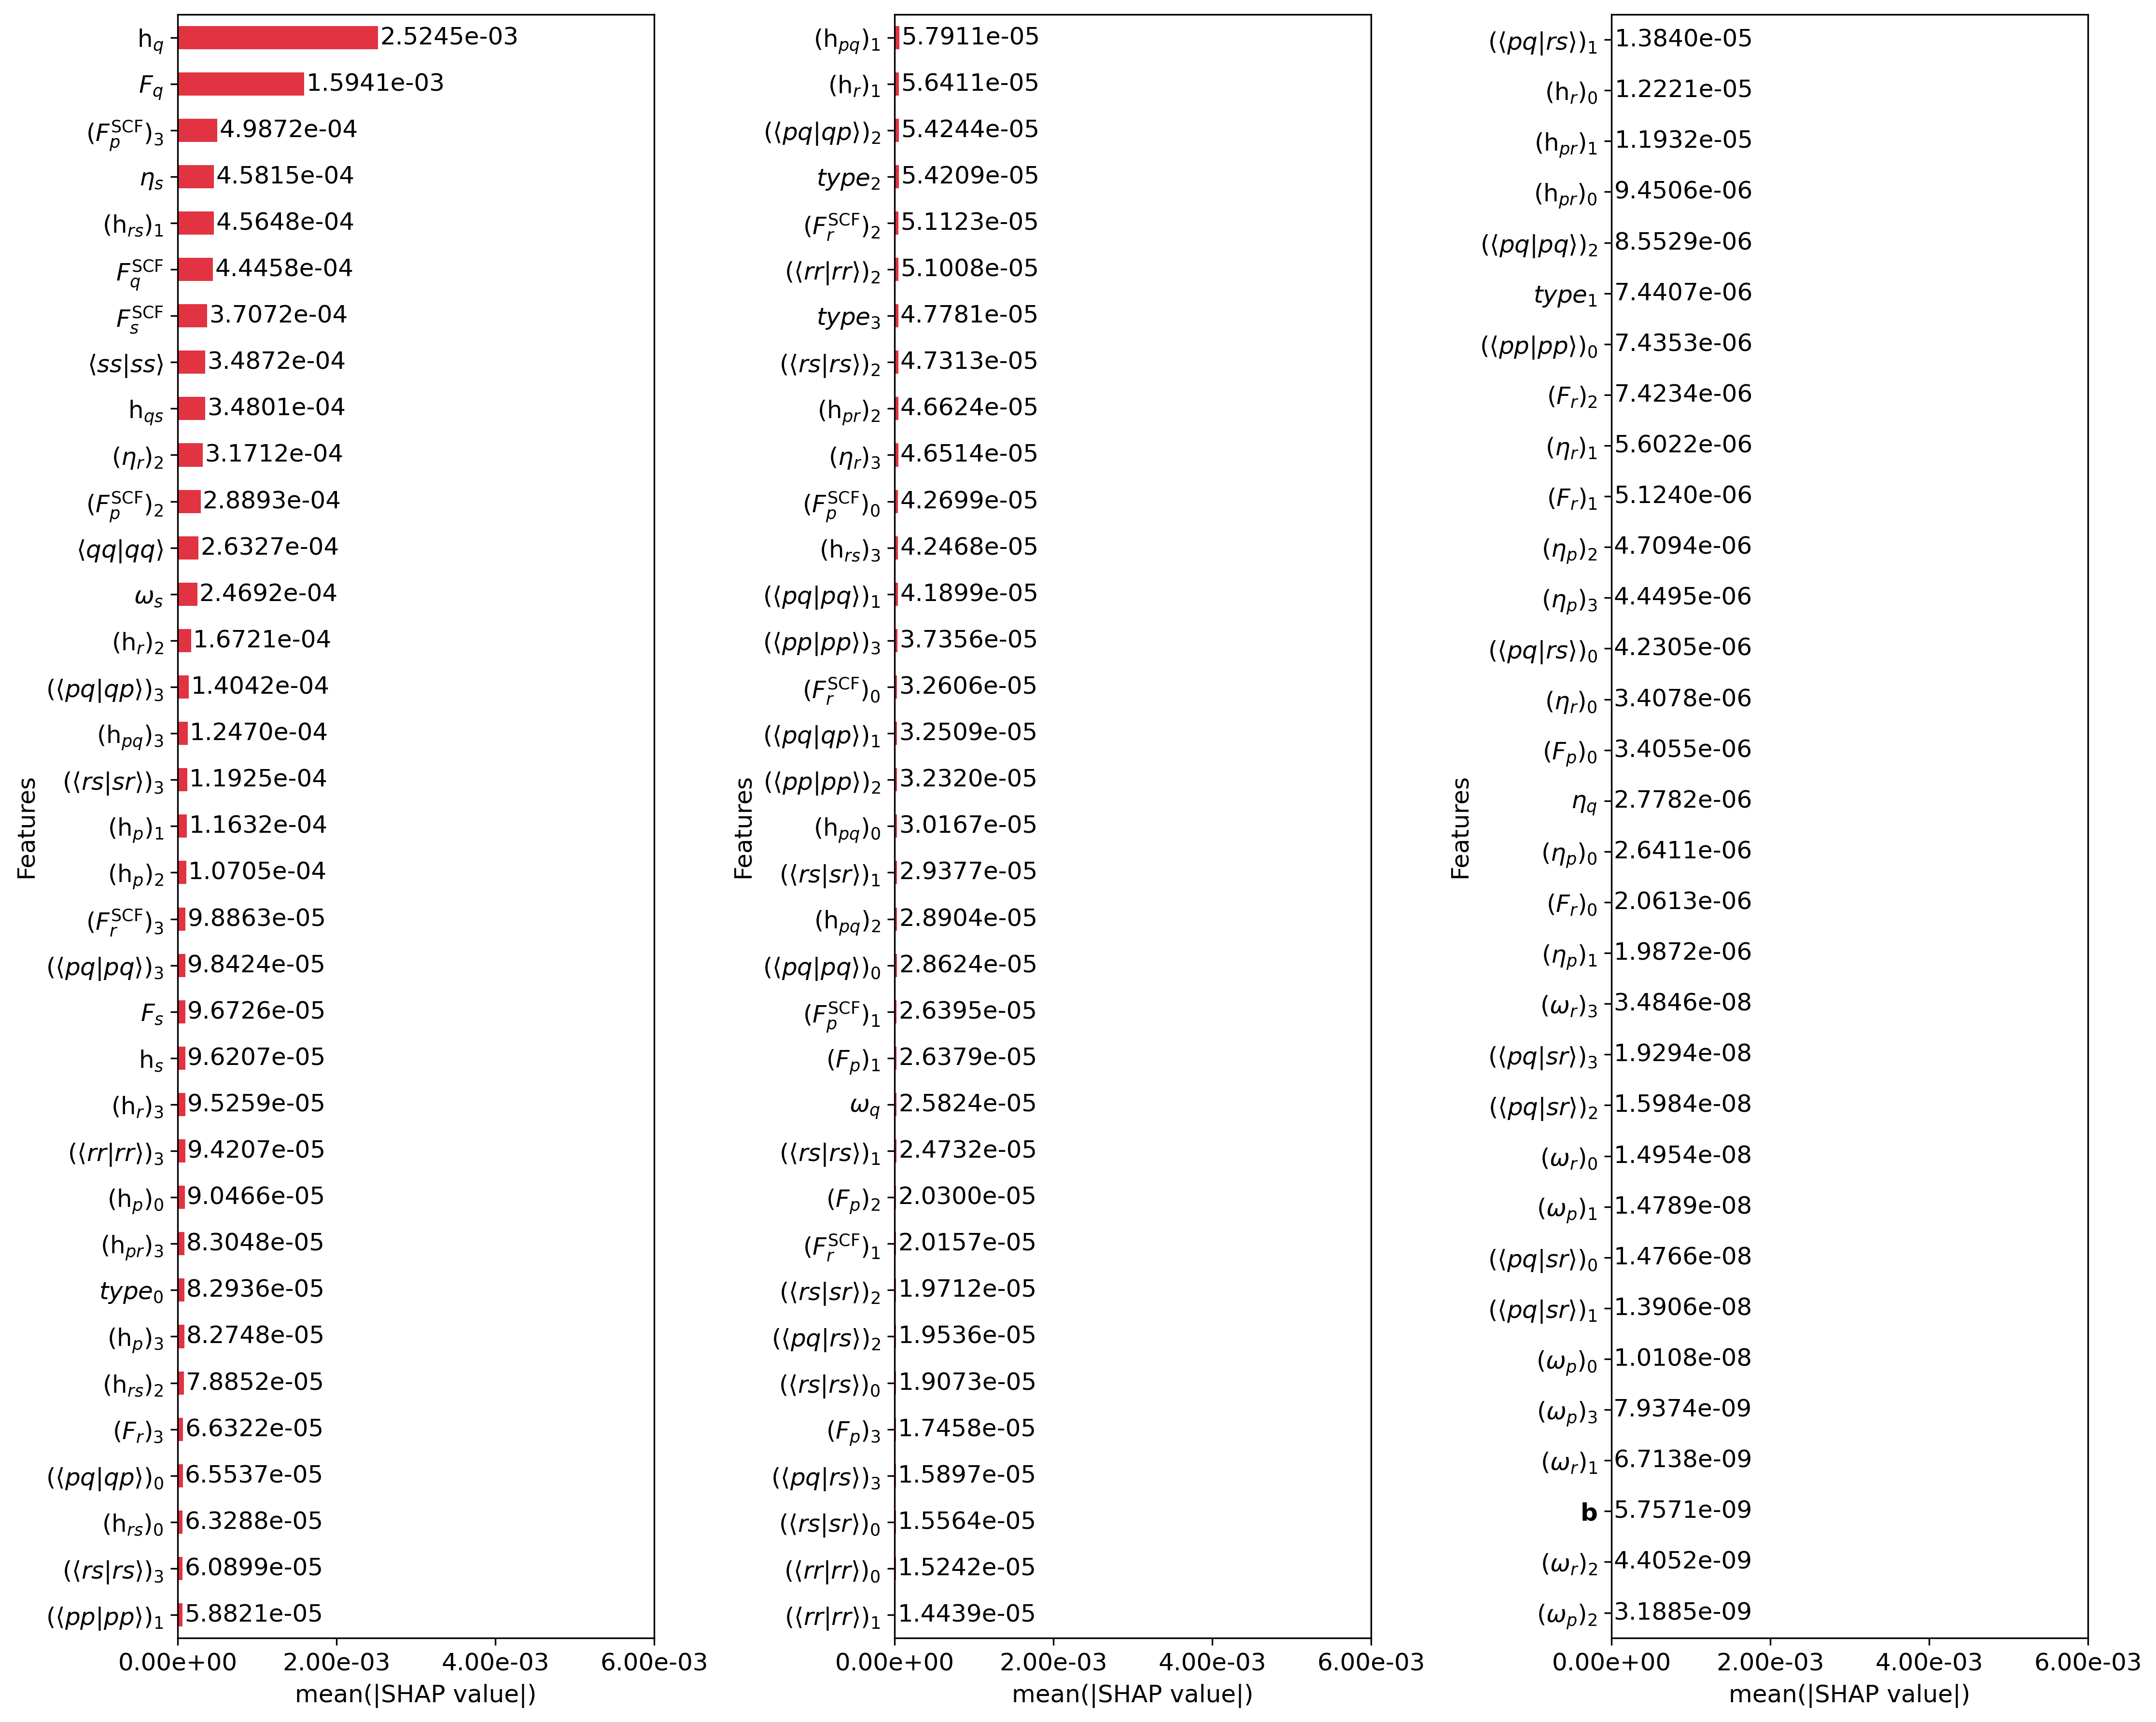 h_q 2.5245e-03
F_q 1.5941e-03
(F_p^SCF)_3 4.9872e-04
η_s 4.5815e-04
(h_rs)_1 4.5648e-04
F_q^SCF 4.4458e-04
F_s^SCF 3.7072e-04
⟨ss|ss⟩ 3.4872e-04
h_qs 3.4801e-04
(η_r)_2 3.1712e-04
(F_p^SCF)_2 2.8893e-04
⟨qq|qq⟩ 2.6327e-04
ω_s 2.4692e-04
(h_r)_2 1.6721e-04
(⟨pq|qp⟩)_3 1.4042e-04
(h_pq)_3 1.2470e-04
(⟨rs|sr⟩)_3 1.1925e-04
(h_p)_1 1.1632e-04
(h_p)_2 1.0705e-04
(F_r^SCF)_3 9.8863e-05
(⟨pq|pq⟩)_3 9.8424e-05
F_s 9.6726e-05
h_s 9.6207e-05
(h_r)_3 9.5259e-05
(⟨rr|rr⟩)_3 9.4207e-05
(h_p)_0 9.0466e-05
(h_pr)_3 8.3048e-05
type_0 8.2936e-05
(h_p)_3 8.2748e-05
(h_rs)_2 7.8852e-05
(F_r)_3 6.6322e-05
(⟨pq|qp⟩)_0 6.5537e-05
(h_rs)_0 6.3288e-05
(⟨rs|rs⟩)_3 6.0899e-05
(⟨pp|pp⟩)_1 5.8821e-05
Features
0.00e+00 2.00e-03 4.00e-03 6.00e-03
mean(|SHAP value|)
(h_pq)_1 5.7911e-05
(h_r)_1 5.6411e-05
(⟨pq|qp⟩)_2 5.4244e-05
type_2 5.4209e-05
(F_r^SCF)_2 5.1123e-05
(⟨rr|rr⟩)_2 5.1008e-05
type_3 4.7781e-05
(⟨rs|rs⟩)_2 4.7313e-05
(h_pr)_2 4.6624e-05
(η_r)_3 4.6514e-05
(F_p^SCF)_0 4.2699e-05
(h_rs)_3 4.2468e-05
(⟨pq|pq⟩)_1 4.1899e-05
(⟨pp|pp⟩)_3 3.7356e-05
(F_r^SCF)_0 3.2606e-05
(⟨pq|qp⟩)_1 3.2509e-05
(⟨pp|pp⟩)_2 3.2320e-05
(h_pq)_0 3.0167e-05
(⟨rs|sr⟩)_1 2.9377e-05
(h_pq)_2 2.8904e-05
(⟨pq|pq⟩)_0 2.8624e-05
(F_p^SCF)_1 2.6395e-05
(F_p)_1 2.6379e-05
ω_q 2.5824e-05
(⟨rs|rs⟩)_1 2.4732e-05
(F_p)_2 2.0300e-05
(F_r^SCF)_1 2.0157e-05
(⟨rs|sr⟩)_2 1.9712e-05
(⟨pq|rs⟩)_2 1.9536e-05
(⟨rs|rs⟩)_0 1.9073e-05
(F_p)_3 1.7458e-05
(⟨pq|rs⟩)_3 1.5897e-05
(⟨rs|sr⟩)_0 1.5564e-05
(⟨rr|rr⟩)_0 1.5242e-05
(⟨rr|rr⟩)_1 1.4439e-05
Features
0.00e+00 2.00e-03 4.00e-03 6.00e-03
mean(|SHAP value|)
(⟨pq|rs⟩)_1 1.3840e-05
(h_r)_0 1.2221e-05
(h_pr)_1 1.1932e-05
(h_pr)_0 9.4506e-06
(⟨pq|pq⟩)_2 8.5529e-06
type_1 7.4407e-06
(⟨pp|pp⟩)_0 7.4353e-06
(F_r)_2 7.4234e-06
(η_r)_1 5.6022e-06
(F_r)_1 5.1240e-06
(η_p)_2 4.7094e-06
(η_p)_3 4.4495e-06
(⟨pq|rs⟩)_0 4.2305e-06
(η_r)_0 3.4078e-06
(F_p)_0 3.4055e-06
η_q 2.7782e-06
(η_p)_0 2.6411e-06
(F_r)_0 2.0613e-06
(η_p)_1 1.9872e-06
(ω_r)_3 3.4846e-08
(⟨pq|sr⟩)_3 1.9294e-08
(⟨pq|sr⟩)_2 1.5984e-08
(ω_r)_0 1.4954e-08
(ω_p)_1 1.4789e-08
(⟨pq|sr⟩)_0 1.4766e-08
(⟨pq|sr⟩)_1 1.3906e-08
(ω_p)_0 1.0108e-08
(ω_p)_3 7.9374e-09
(ω_r)_1 6.7138e-09
b 5.7571e-09
(ω_r)_2 4.4052e-09
(ω_p)_2 3.1885e-09
Features
0.00e+00 2.00e-03 4.00e-03 6.00e-03
mean(|SHAP value|)